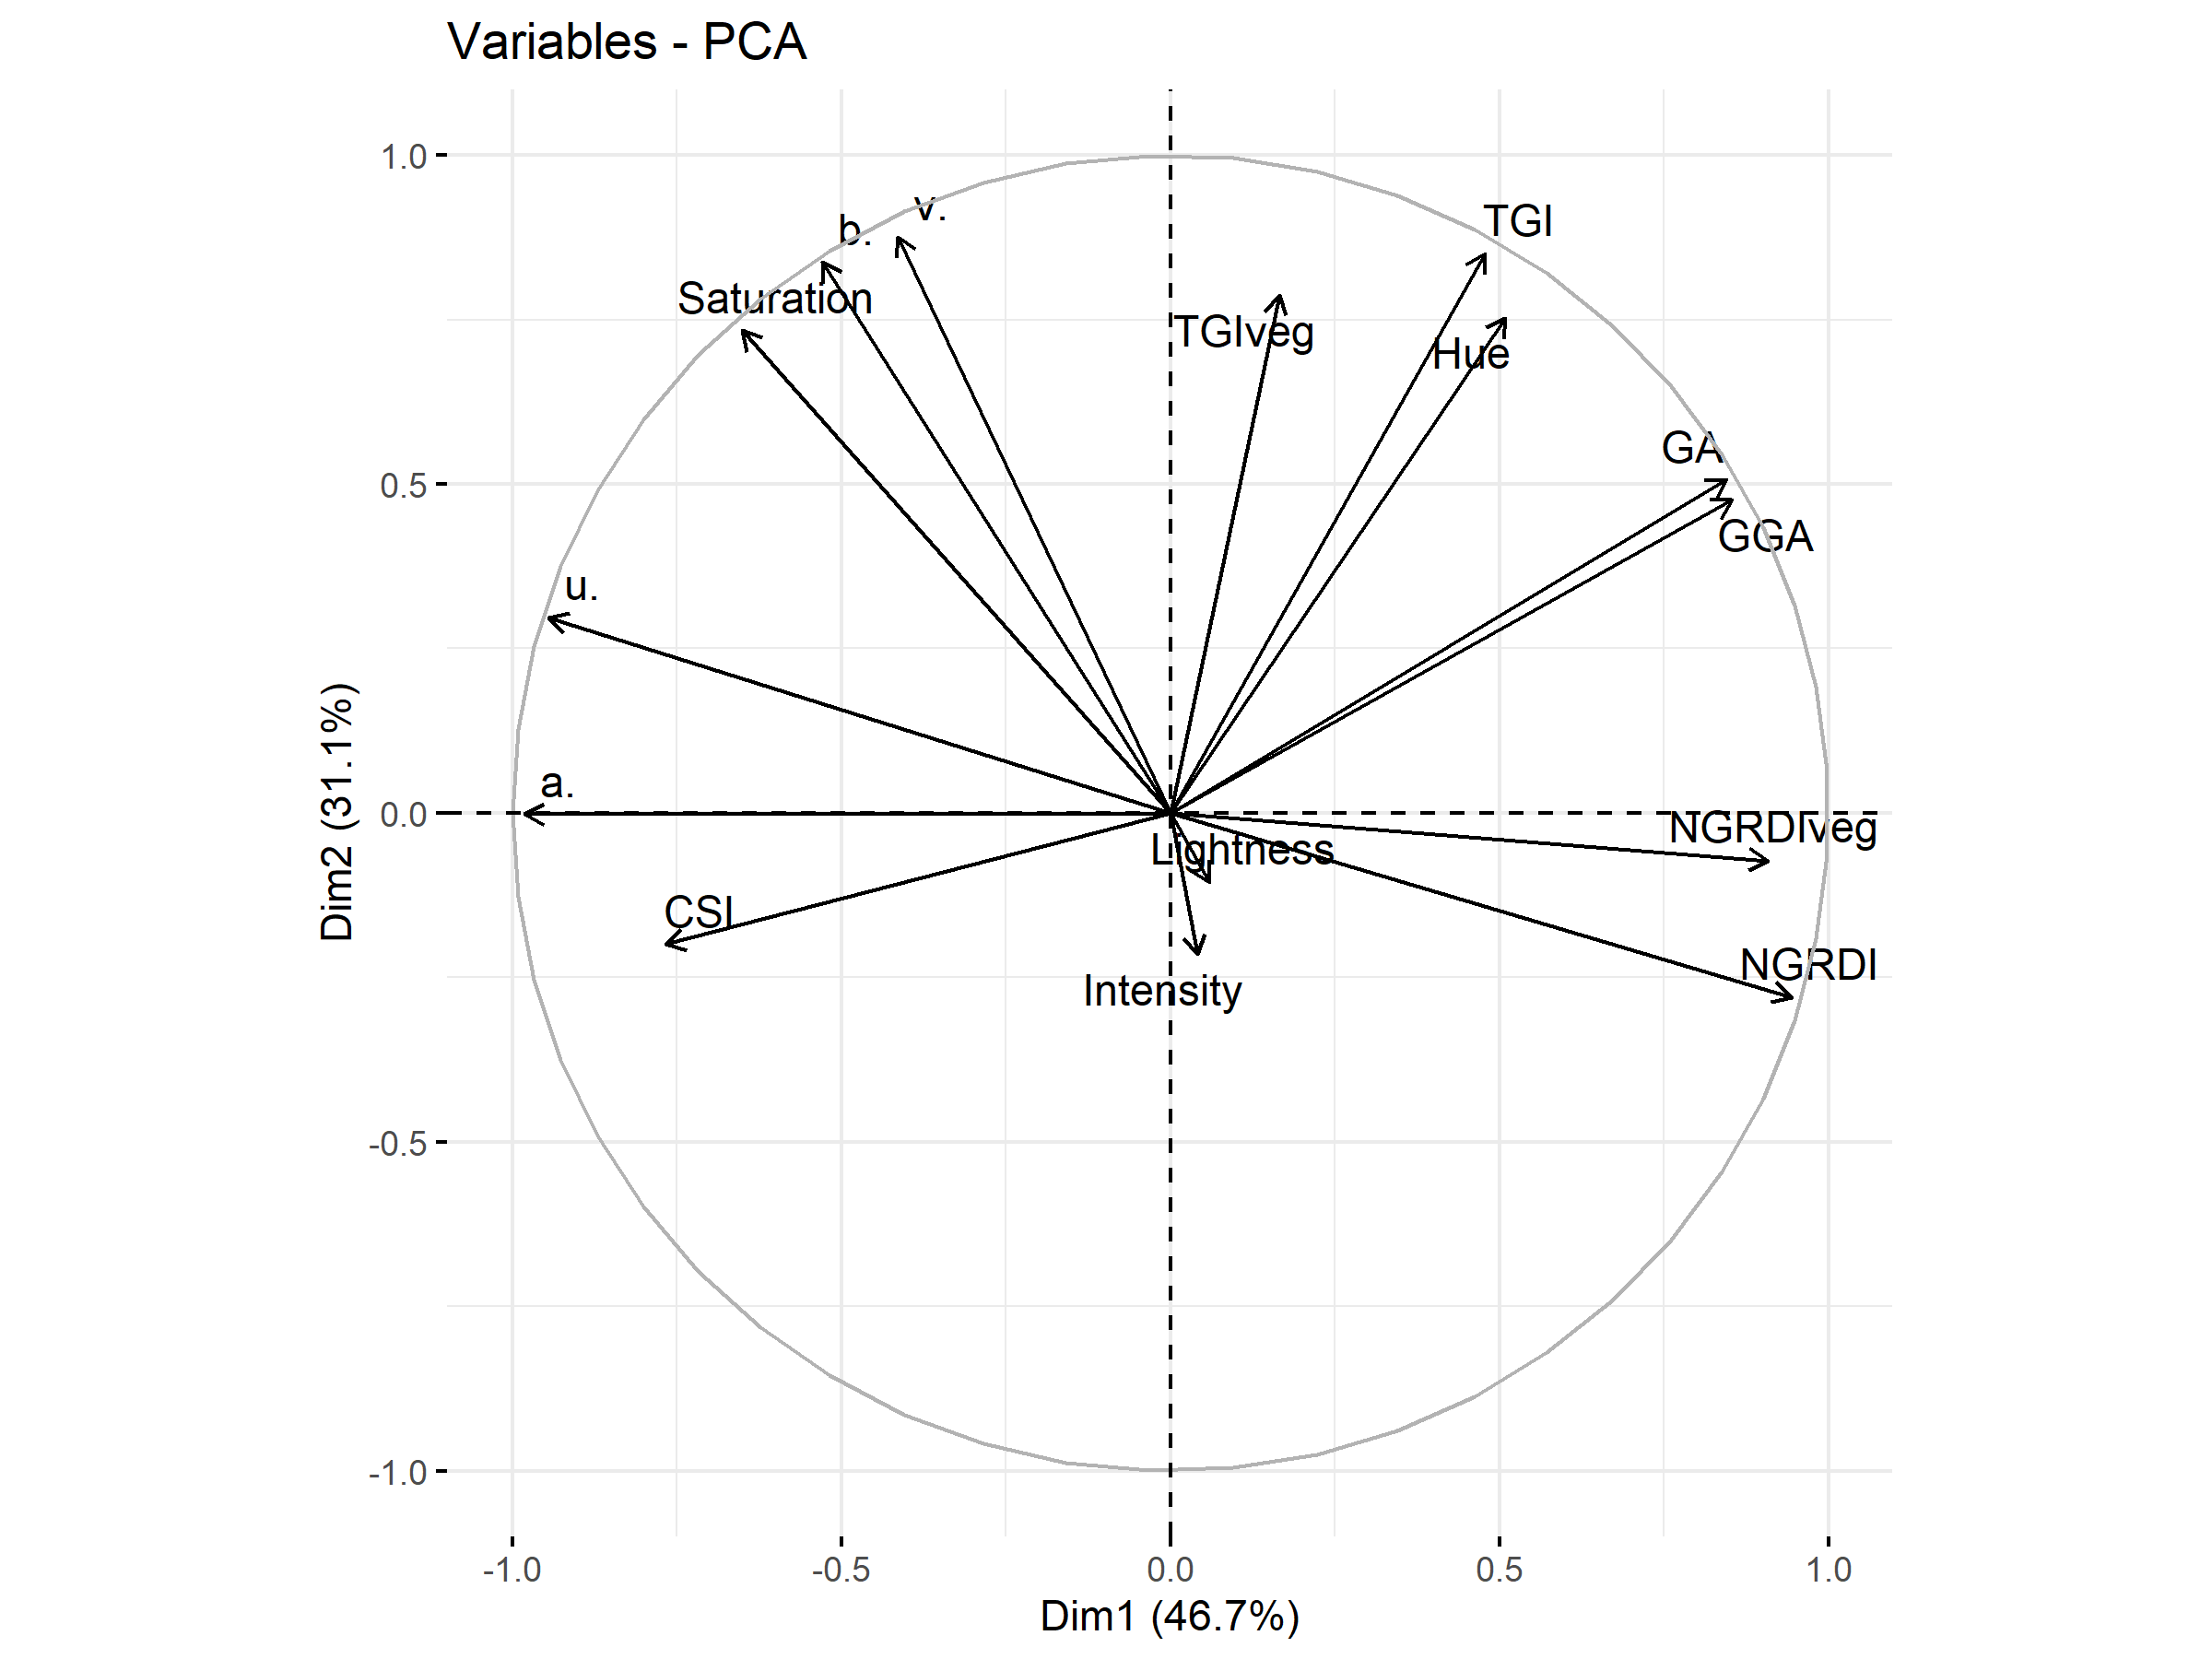 Variables - PCA
1.0
0.5
0.0
-0.5
-1.0
Dim2 (31.1%)
v.
b.
TGI
Saturation
TGIveg
Hue
GA
GGA
u.
a.
NGRDIveg
Lightness
CSI
NGRDI
Intensity
-1.0
-0.5
0.0
0.5
1.0
Dim1 (46.7%)